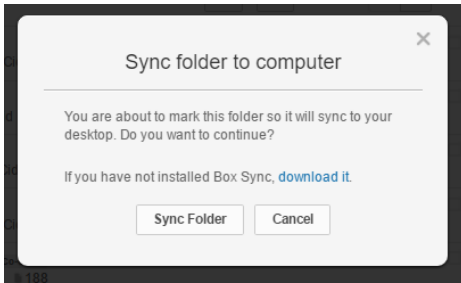 Sync folder to computer
You are about to mark this folder so it will sync to your
desktop. Do you want to continue?
If you have not installed Box Sync, download it.
Sync Folder
Cancel
188